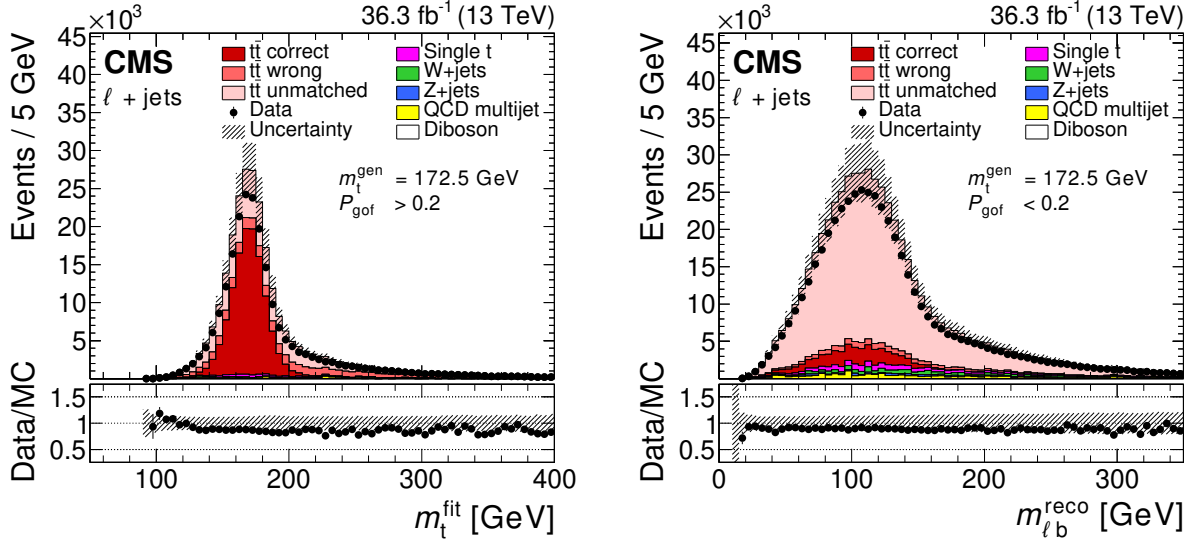 ×10³ 36.3 fb⁻¹ (13 TeV)
CMS
ℓ + jets
tt̄ correct
tt̄ wrong
tt̄ unmatched
Data
Uncertainty
Single t
W+jets
Z+jets
QCD multijet
Diboson
m_t^gen = 172.5 GeV
P_gof > 0.2
Events / 5 GeV
45
40
35
30
25
20
15
10
5
Data/MC
1.5
1
0.5
100 200 300 400
m_t^fit [GeV]
×10³ 36.3 fb⁻¹ (13 TeV)
CMS
ℓ + jets
tt̄ correct
tt̄ wrong
tt̄ unmatched
Data
Uncertainty
Single t
W+jets
Z+jets
QCD multijet
Diboson
m_t^gen = 172.5 GeV
P_gof < 0.2
Events / 5 GeV
45
40
35
30
25
20
15
10
5
Data/MC
1.5
1
0.5
0 100 200 300
m_ℓb^reco [GeV]